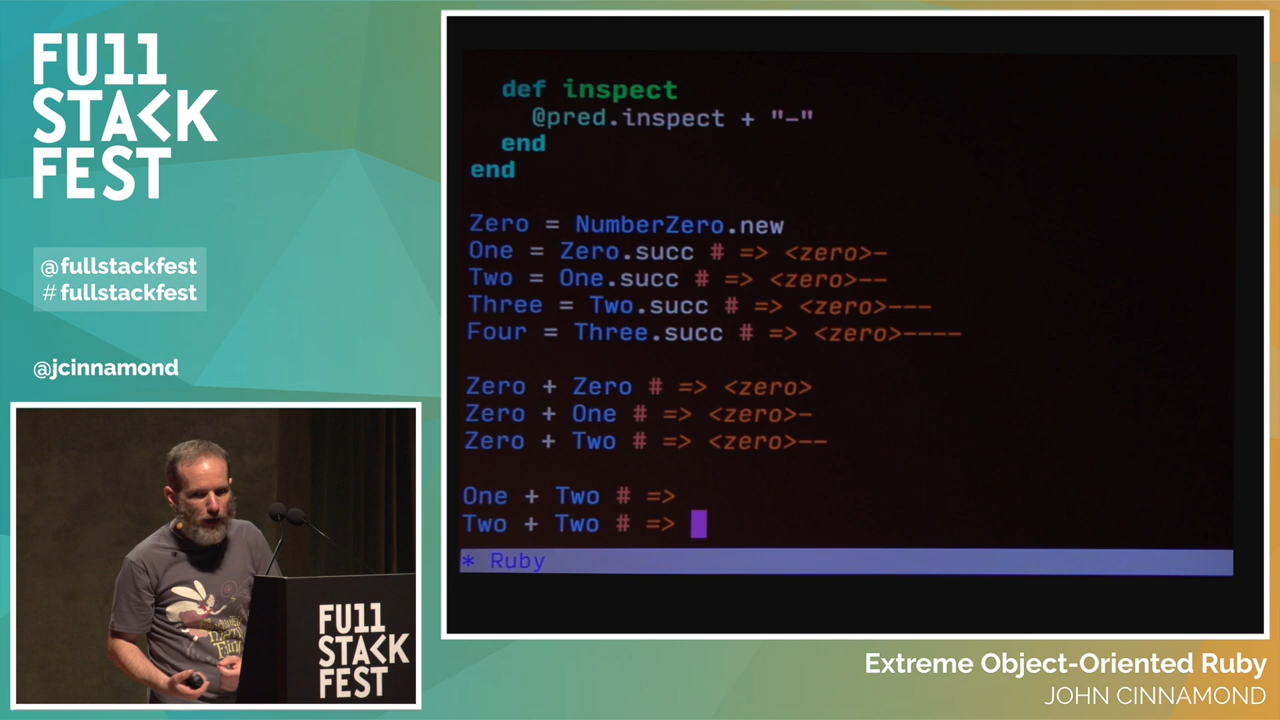 FU11
STACK
FEST
@fullstackfest
# fullstackfest
@jcinnamond
def inspect
@pred.inspect + "-"
end
end
Zero = NumberZero.new
One = Zero.succ # => <zero>-
Two = One.succ # => <zero>--
Three = Two.succ # => <zero>---
Four = Three.succ # => <zero>----
Zero + Zero # => <zero>
Zero + One # => <zero>-
Zero + Two # => <zero>--
One + Two # =>
Two + Two # =>
* Ruby
FU11
STACK
FEST
Extreme Object-Oriented Ruby
JOHN CINNAMOND